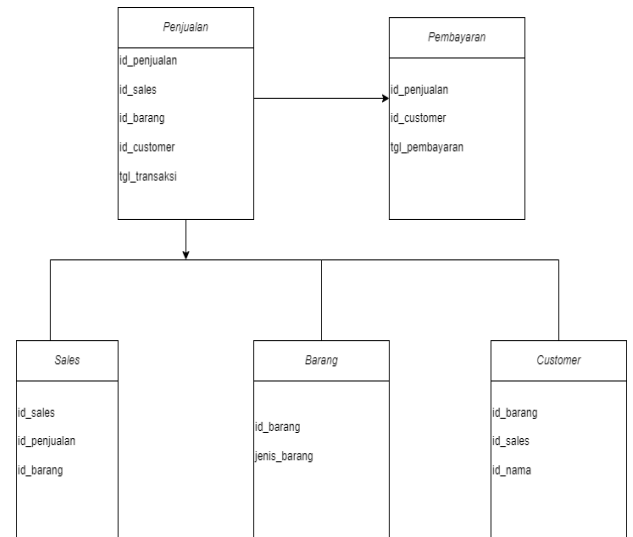 Penjualan
id_penjualan
id_sales
id_barang
id_customer
tgl_transaksi
Pembayaran
id_penjualan
id_customer
tgl_pembayaran
Sales
id_sales
id_penjualan
id_barang
Barang
id_barang
jenis_barang
Customer
id_barang
id_sales
id_nama